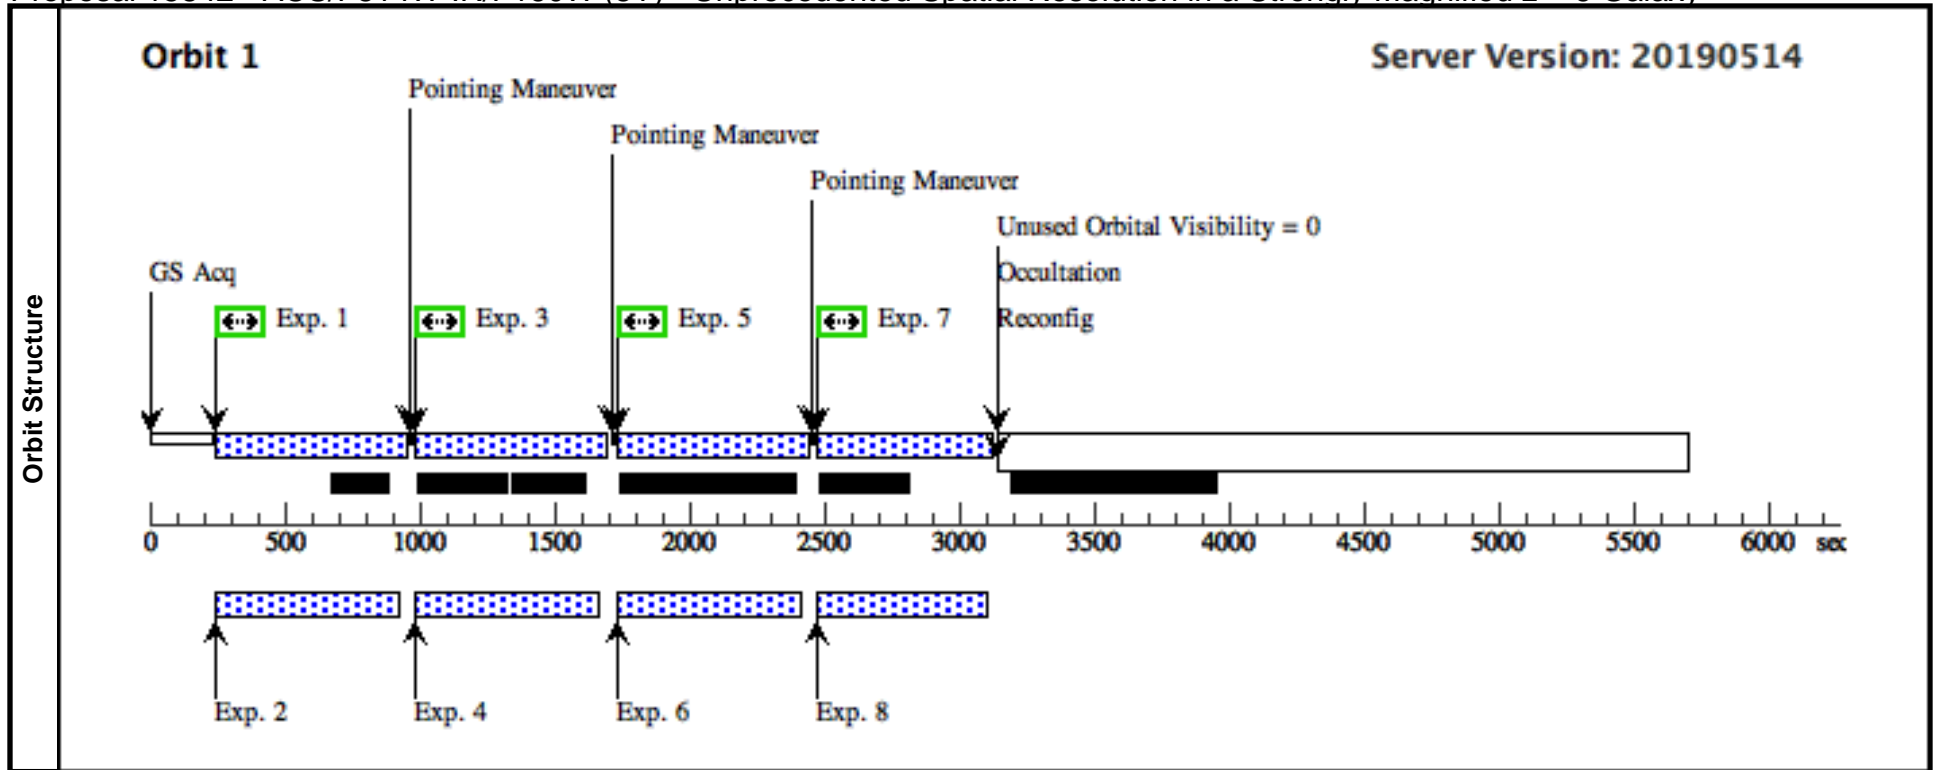 Orbit 1
Server Version: 20190514
Pointing Maneuver
Pointing Maneuver
Pointing Maneuver
Unused Orbital Visibility = 0
GS Acq
Occultation
Exp. 1
Exp. 3
Exp. 5
Exp. 7
Reconfig
Orbit Structure
0 500 1000 1500 2000 2500 3000 3500 4000 4500 5000 5500 6000 sec
Exp. 2
Exp. 4
Exp. 6
Exp. 8